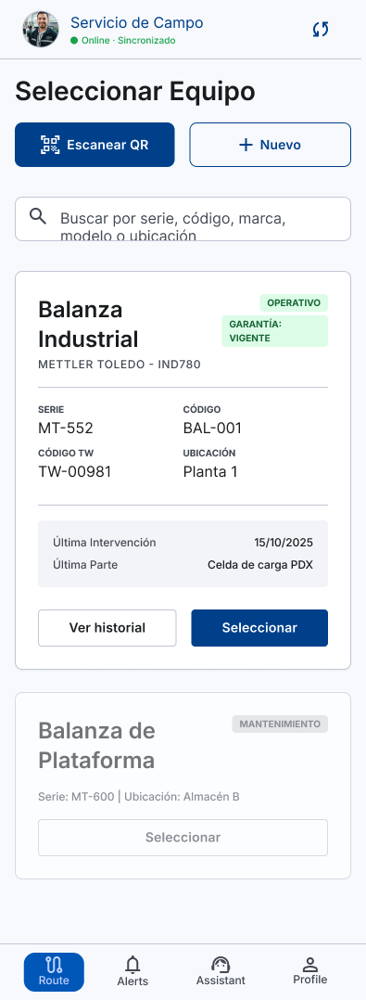 Servicio de Campo
Online · Sincronizado
Seleccionar Equipo
Escanear QR
Nuevo
Buscar por serie, código, marca,
modelo o ubicación
Balanza
Industrial
OPERATIVO
GARANTÍA:
VIGENTE
METTLER TOLEDO - IND780
SERIE
CÓDIGO
MT-552
BAL-001
CÓDIGO TW
UBICACIÓN
TW-00981
Planta 1
Última Intervención
15/10/2025
Última Parte
Celda de carga PDX
Ver historial
Seleccionar
Balanza de
Plataforma
MANTENIMIENTO
Serie: MT-600 | Ubicación: Almacén B
Seleccionar
Route
Alerts
Assistant
Profile